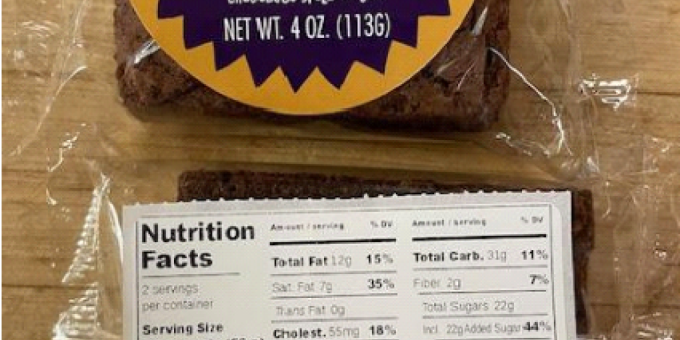 NET WT. 4 OZ. (113G)
Nutrition
Facts
2 servings
per container
Serving Size
Amount / serving % DV
Total Fat 12g 15%
Sat. Fat 7g 35%
Trans Fat 0g
Cholest. 55mg 18%
Amount / serving % DV
Total Carb. 31g 11%
Fiber 2g 7%
Total Sugars 22g
Incl. 22g Added Sugar 44%